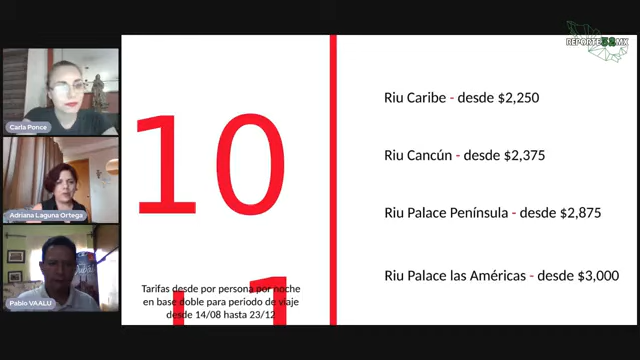 REPORTE32MX
Carla Ponce
Adriana Laguna Ortega
Pablo VAALU
10
Tarifas desde por persona por noche
en base doble para periodo de viaje
desde 14/08 hasta 23/12
Riu Caribe - desde $2,250
Riu Cancún - desde $2,375
Riu Palace Península - desde $2,875
Riu Palace las Américas - desde $3,000